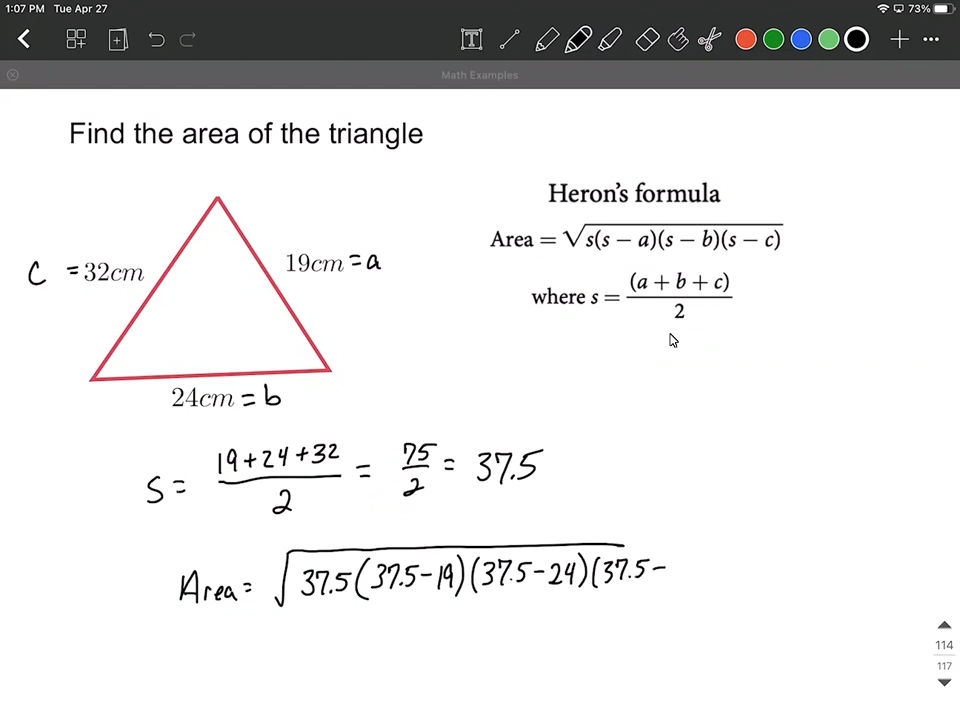 1:07 PM Tue Apr 27
73%
Math Examples
Find the area of the triangle
Heron's formula
Area = √s(s − a)(s − b)(s − c)
where s = (a + b + c)
2
c = 32cm
19cm = a
24cm = b
S = 19+24+32 = 75 = 37.5
2 2
Area = √37.5(37.5-19)(37.5-24)(37.5-
114
117